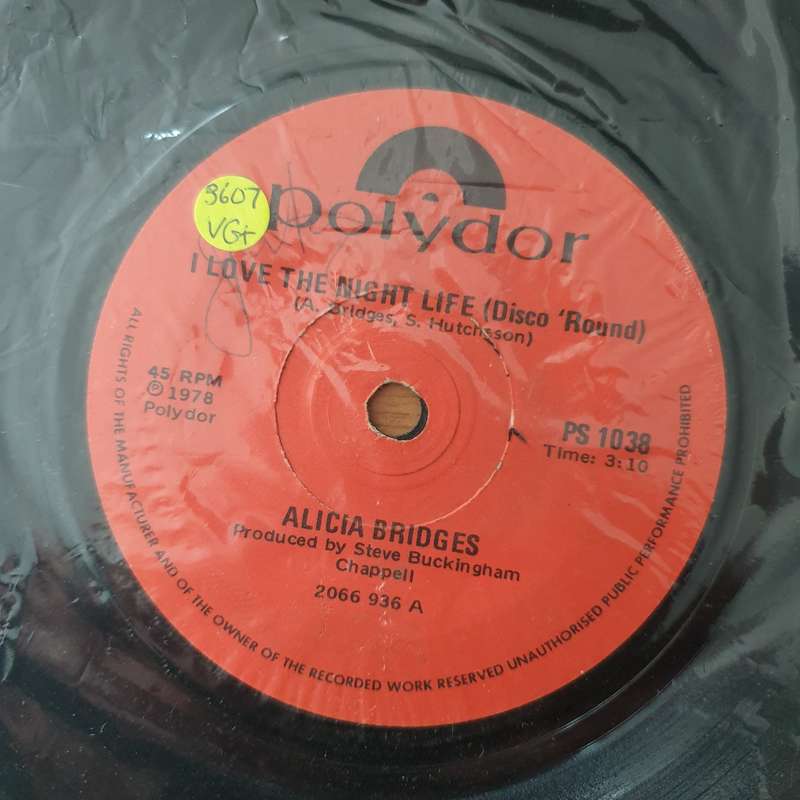 3607
VG+
polydor
I LOVE THE NIGHT LIFE (Disco 'Round)
(A. Bridges, S. Hutcheson)
45 RPM
Ⓟ 1978
Polydor
PS 1038
Time: 3:10
ALICIA BRIDGES
Produced by Steve Buckingham
Chappell
2066 936 A
ALL RIGHTS OF THE MANUFACTURER AND OF THE OWNER OF THE RECORDED WORK RESERVED UNAUTHORISED PUBLIC PERFORMANCE PROHIBITED